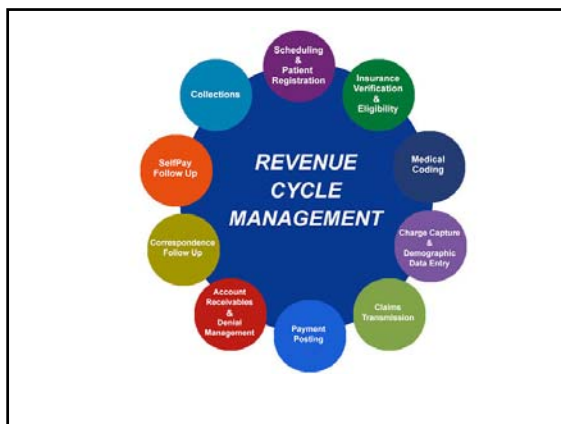 REVENUE
CYCLE
MANAGEMENT
Scheduling
&
Patient
Registration
Insurance
Verification
&
Eligibility
Medical
Coding
Charge Capture
&
Demographic
Data Entry
Claims
Transmission
Payment
Posting
Account
Receivables
&
Denial
Management
Correspondence
Follow Up
SelfPay
Follow Up
Collections